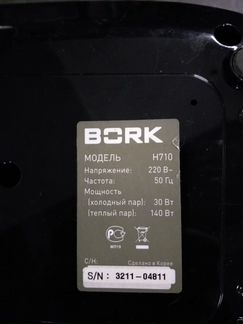 BORK
МОДЕЛЬ H710
Напряжение: 220 В~
Частота: 50 Гц
Мощность
(холодный пар) 30 Вт
(теплый пар) 140 Вт
С/Н: Сделано в Корее
S/N : 3211-04811